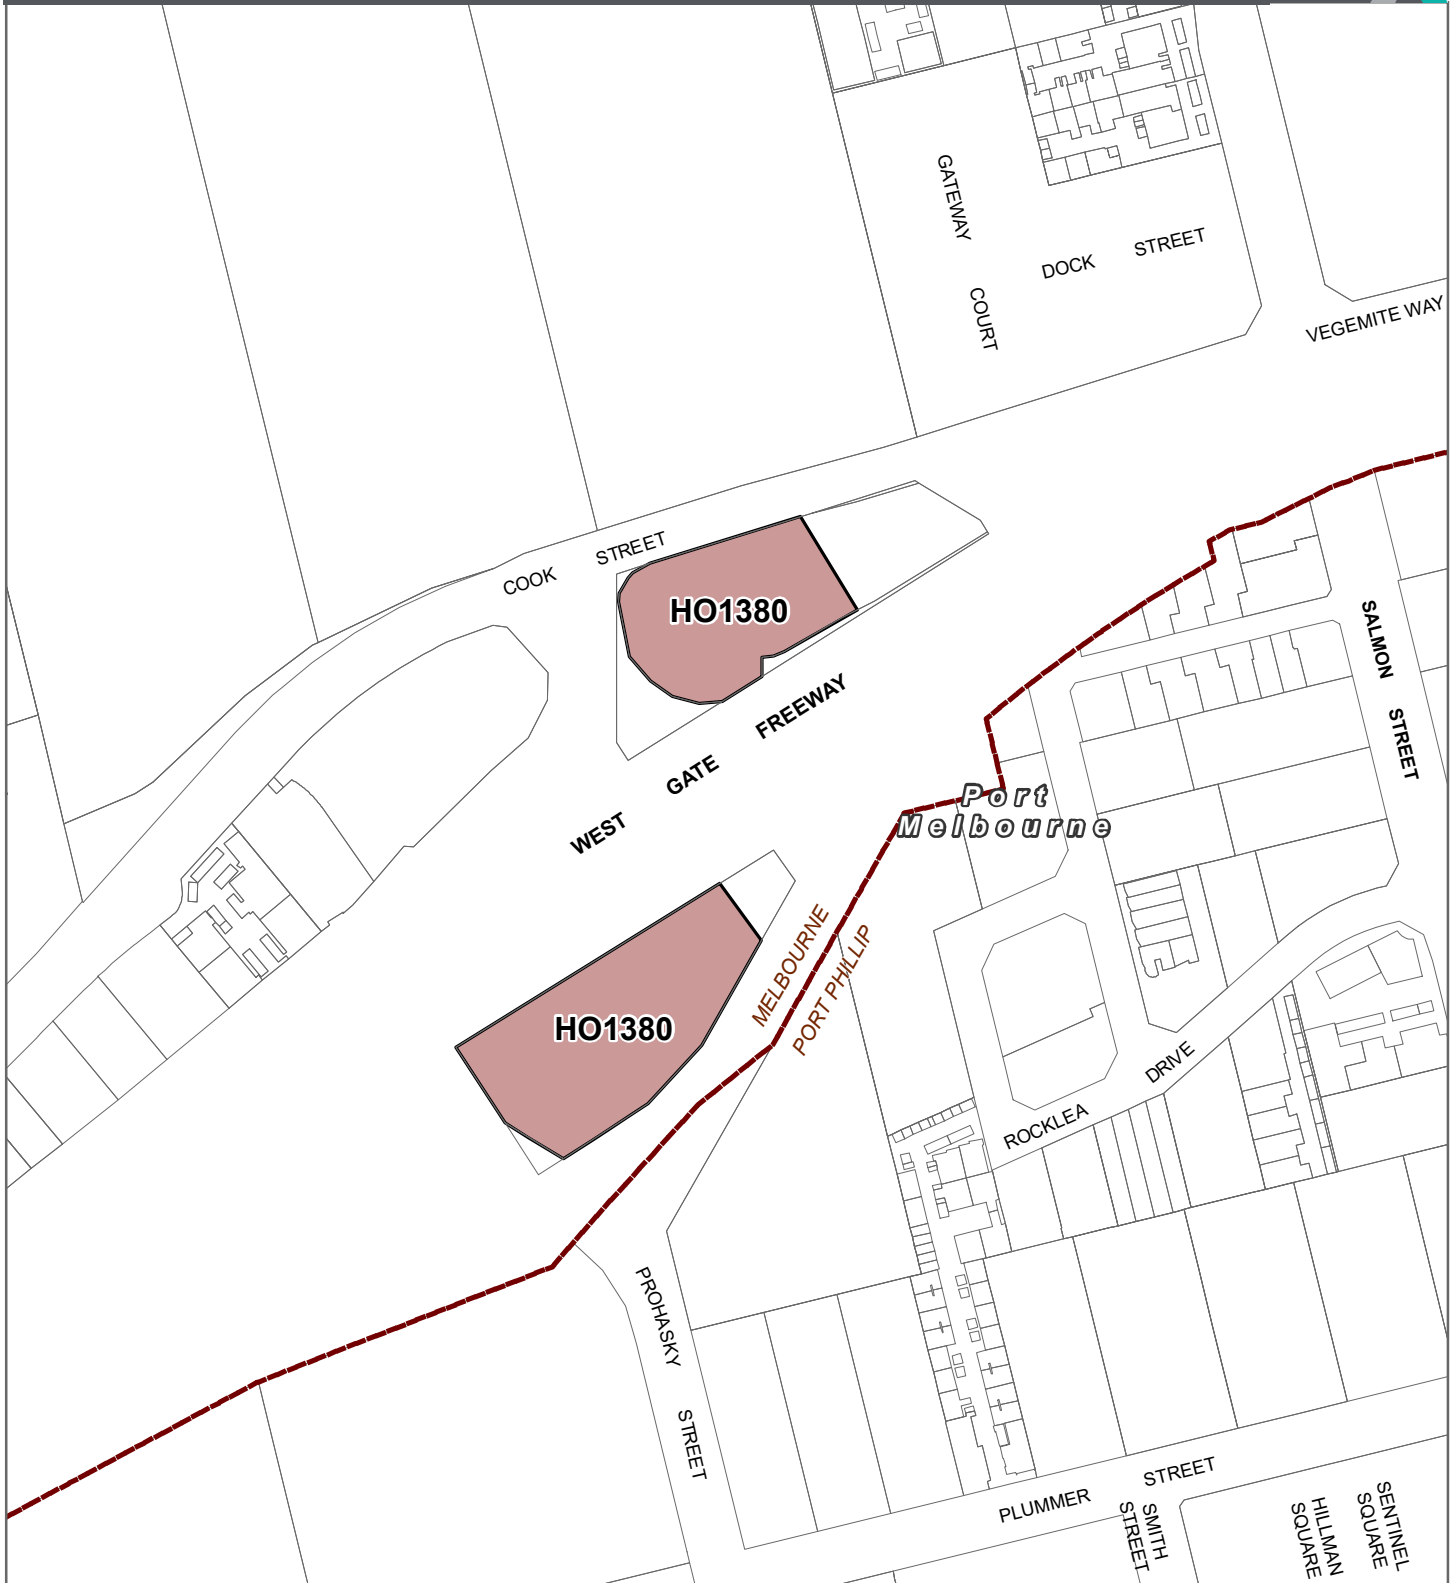 GATEWAY
COURT
DOCK STREET
VEGEMITE WAY
COOK STREET
HO1380
SALMON
STREET
WEST GATE FREEWAY
Port
Melbourne
MELBOURNE
PORT PHILLIP
HO1380
ROCKLEA DRIVE
PROHASKY
STREET
PLUMMER STREET
SMITH
STREET
HILLMAN
SQUARE
SENTINEL
SQUARE